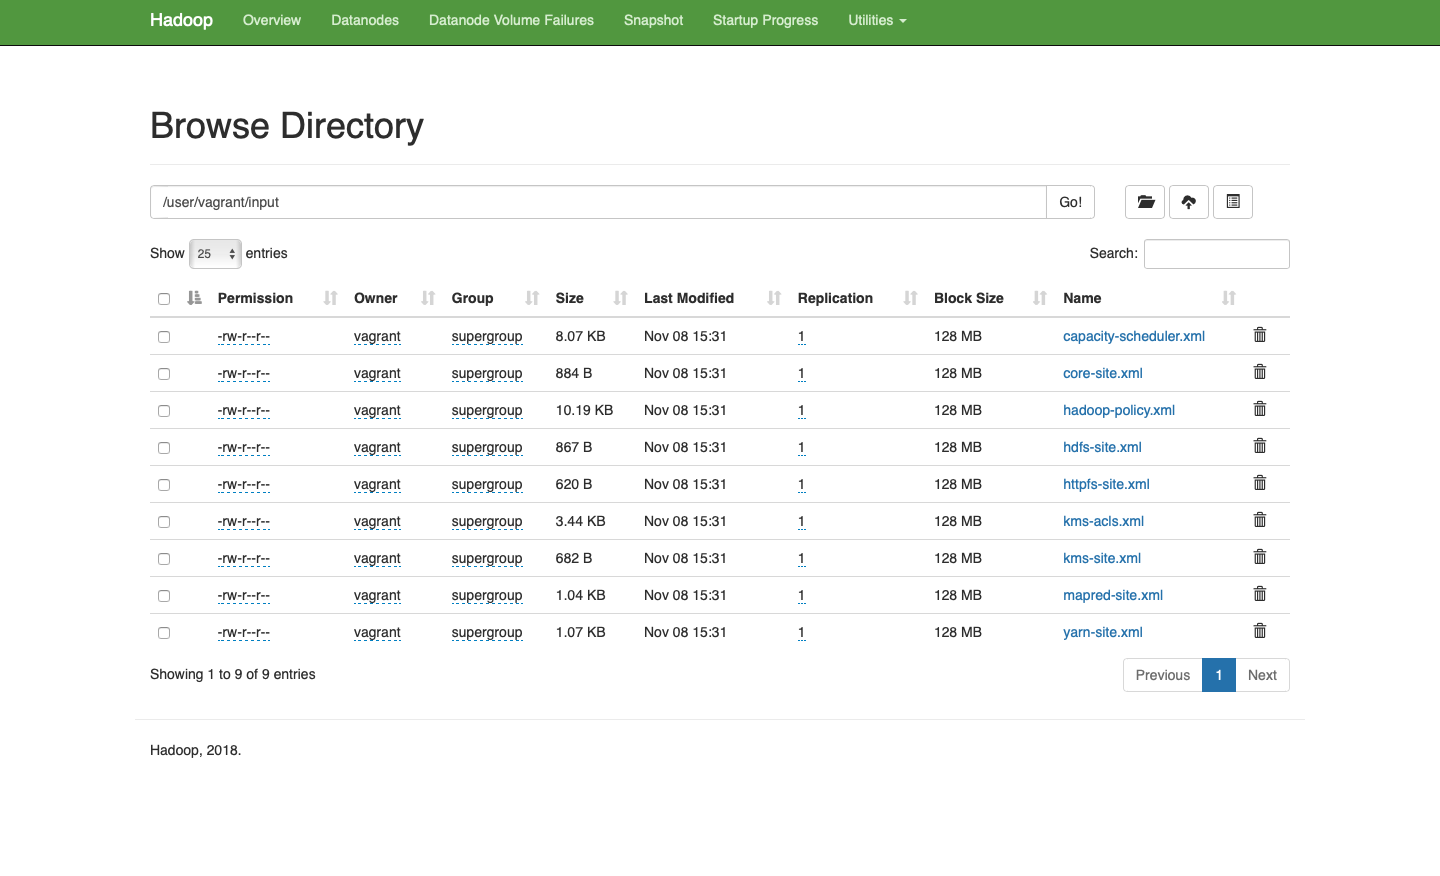 Hadoop Overview Datanodes Datanode Volume Failures Snapshot Startup Progress Utilities
Browse Directory
/user/vagrant/input Go!
Show 25 entries Search:
Permission Owner Group Size Last Modified Replication Block Size Name
-rw-r--r-- vagrant supergroup 8.07 KB Nov 08 15:31 1 128 MB capacity-scheduler.xml
-rw-r--r-- vagrant supergroup 884 B Nov 08 15:31 1 128 MB core-site.xml
-rw-r--r-- vagrant supergroup 10.19 KB Nov 08 15:31 1 128 MB hadoop-policy.xml
-rw-r--r-- vagrant supergroup 867 B Nov 08 15:31 1 128 MB hdfs-site.xml
-rw-r--r-- vagrant supergroup 620 B Nov 08 15:31 1 128 MB httpfs-site.xml
-rw-r--r-- vagrant supergroup 3.44 KB Nov 08 15:31 1 128 MB kms-acls.xml
-rw-r--r-- vagrant supergroup 682 B Nov 08 15:31 1 128 MB kms-site.xml
-rw-r--r-- vagrant supergroup 1.04 KB Nov 08 15:31 1 128 MB mapred-site.xml
-rw-r--r-- vagrant supergroup 1.07 KB Nov 08 15:31 1 128 MB yarn-site.xml
Showing 1 to 9 of 9 entries Previous 1 Next
Hadoop, 2018.